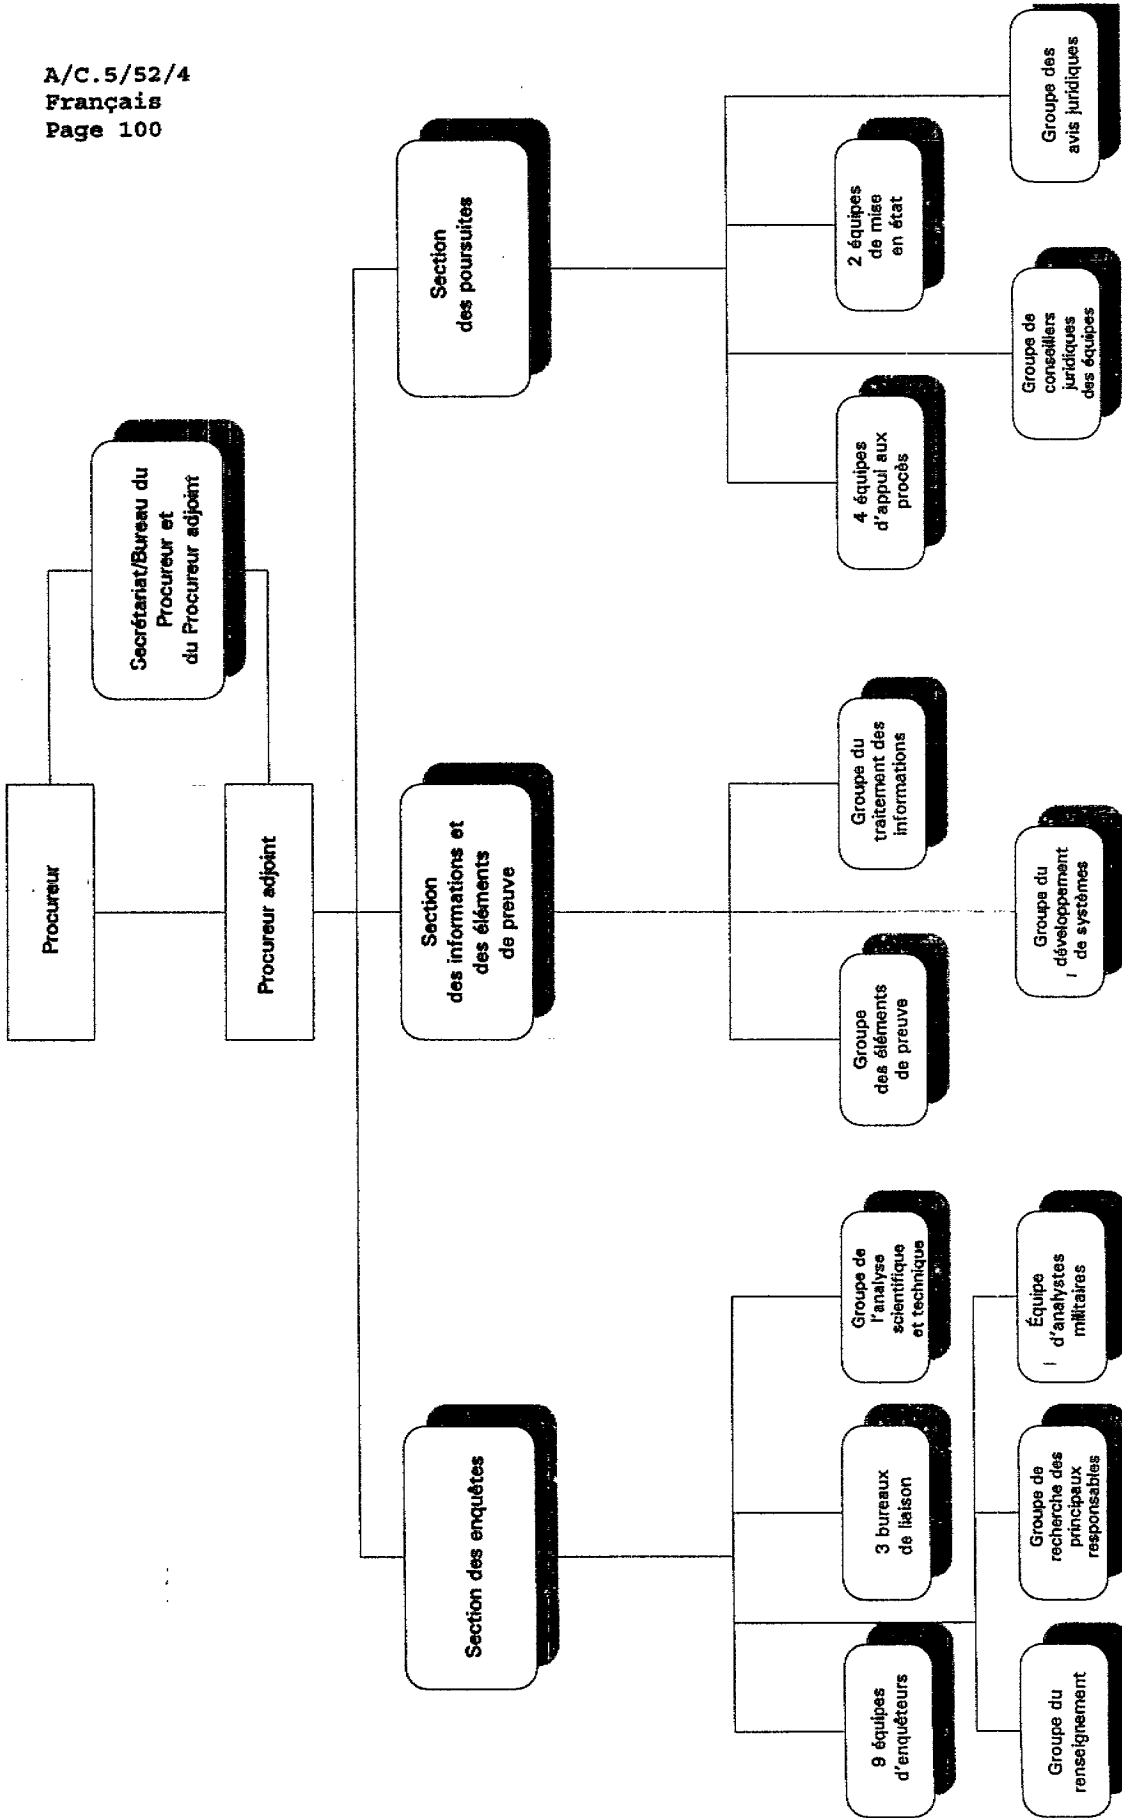 A/C.5/52/4
Français
Page 100
Procureur
Procureur adjoint
Secrétariat/Bureau du
Procureur et
du Procureur adjoint
Section des enquêtes
Section
des informations et
des éléments
de preuve
Section
des poursuites
9 équipes
d'enquêteurs
3 bureaux
de liaison
Groupe de
l'analyse
scientifique
et technique
Groupe du
renseignement
Groupe de
recherche des
principaux
responsables
Équipe
d'analystes
militaires
Groupe
des éléments
de preuve
Groupe du
traitement des
informations
Groupe du
développement
de systèmes
4 équipes
d'appui aux
procès
2 équipes
de mise
en état
Groupe de
conseillers
juridiques
des équipes
Groupe des
avis juridiques